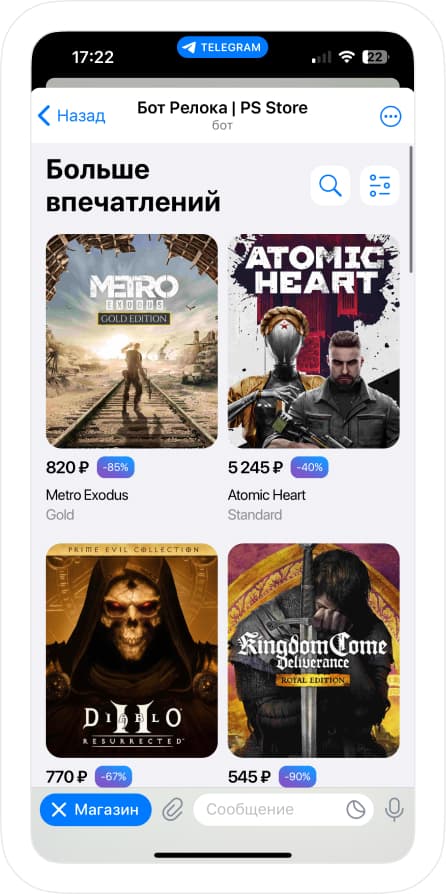 17:22
TELEGRAM
22
Назад
Бот Релока | PS Store
бот
Больше
впечатлений
METRO
EXODUS
GOLD EDITION
ATOMIC
HEART
820 ₽ -85%
5 245 ₽ -40%
Metro Exodus
Atomic Heart
Gold
Standard
PRIME EVIL COLLECTION
DIABLO
II
RESURRECTED
Kingdom Come
Deliverance
ROYAL EDITION
770 ₽ -67%
545 ₽ -90%
Магазин
Сообщение